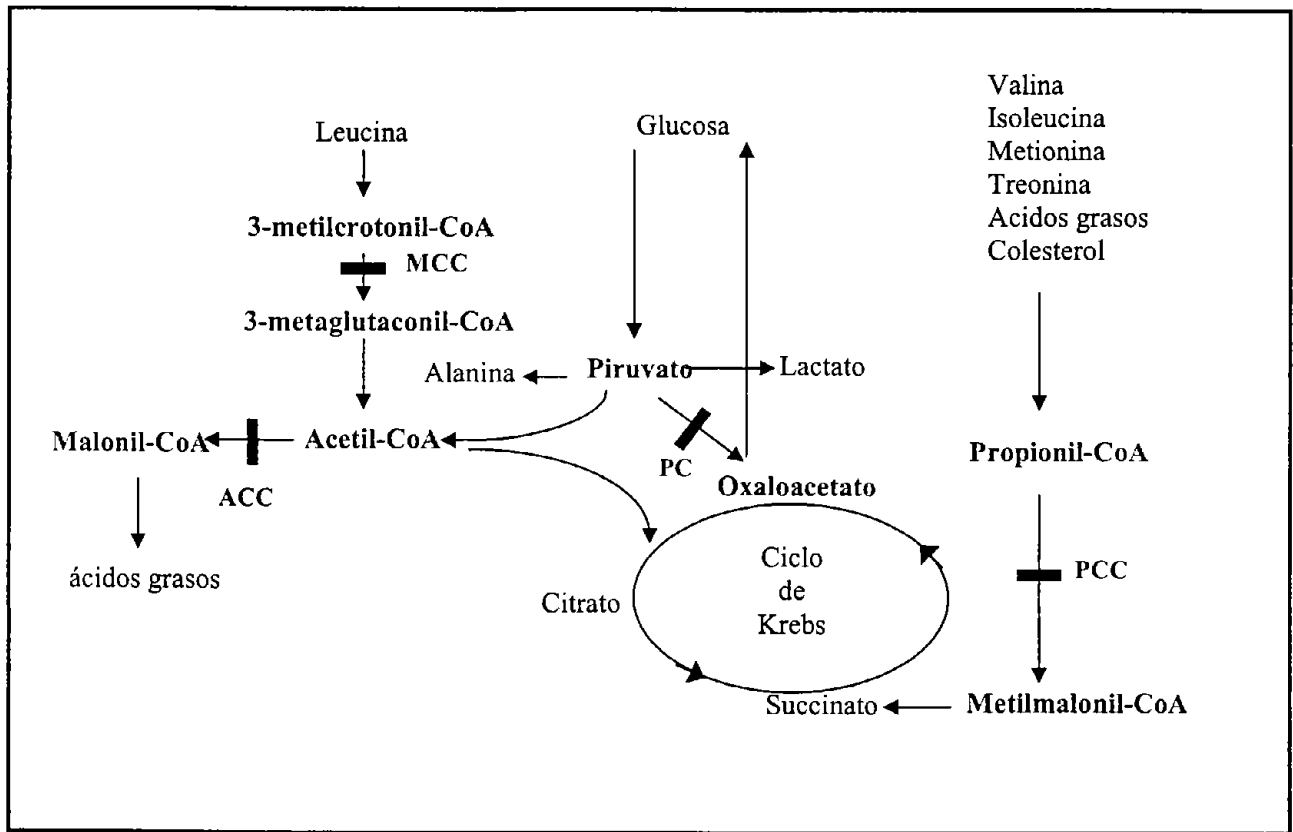 Leucina
3-metilcrotonil-CoA
MCC
3-metaglutaconil-CoA
Acetil-CoA
Malonil-CoA
ACC
ácidos grasos
Glucosa
Alanina
Piruvato
Lactato
PC
Oxaloacetato
Ciclo
de
Krebs
Citrato
Succinato
Valina
Isoleucina
Metionina
Treonina
Acidos grasos
Colesterol
Propionil-CoA
PCC
Metilmalonil-CoA